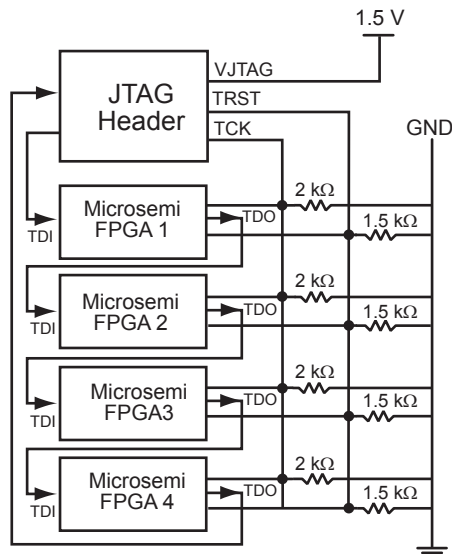 1.5 V
VJTAG
JTAG
Header
TRST
TCK
GND
2 kΩ
Microsemi
FPGA 1
TDO
TDI
1.5 kΩ
2 kΩ
Microsemi
FPGA 2
TDO
TDI
1.5 kΩ
2 kΩ
Microsemi
FPGA3
TDO
TDI
1.5 kΩ
2 kΩ
Microsemi
FPGA 4
TDO
TDI
1.5 kΩ